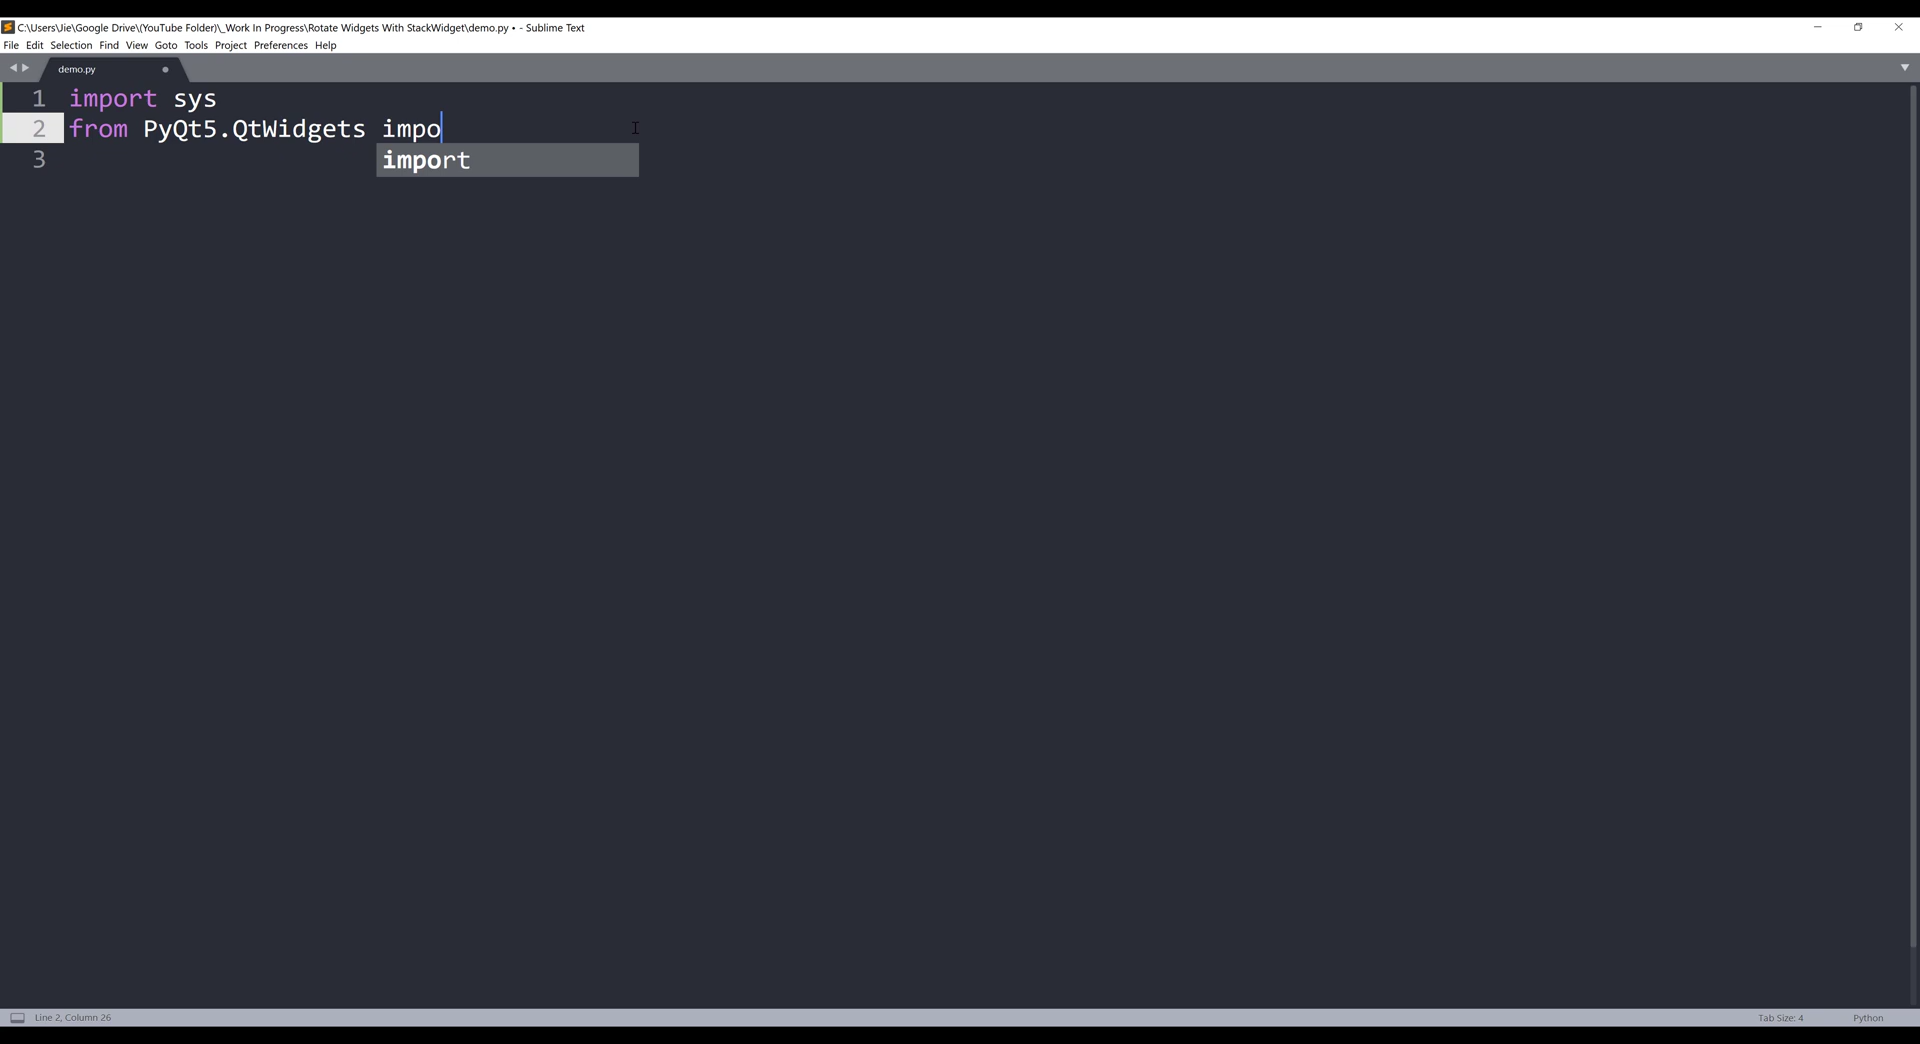 C:\Users\Jie\Google Drive\(YouTube Folder)\_Work In Progress\Rotate Widgets With StackWidget\demo.py • - Sublime Text
File Edit Selection Find View Goto Tools Project Preferences Help
demo.py
1 import sys
2 from PyQt5.QtWidgets impo
import
3
Line 2, Column 26
Tab Size: 4
Python